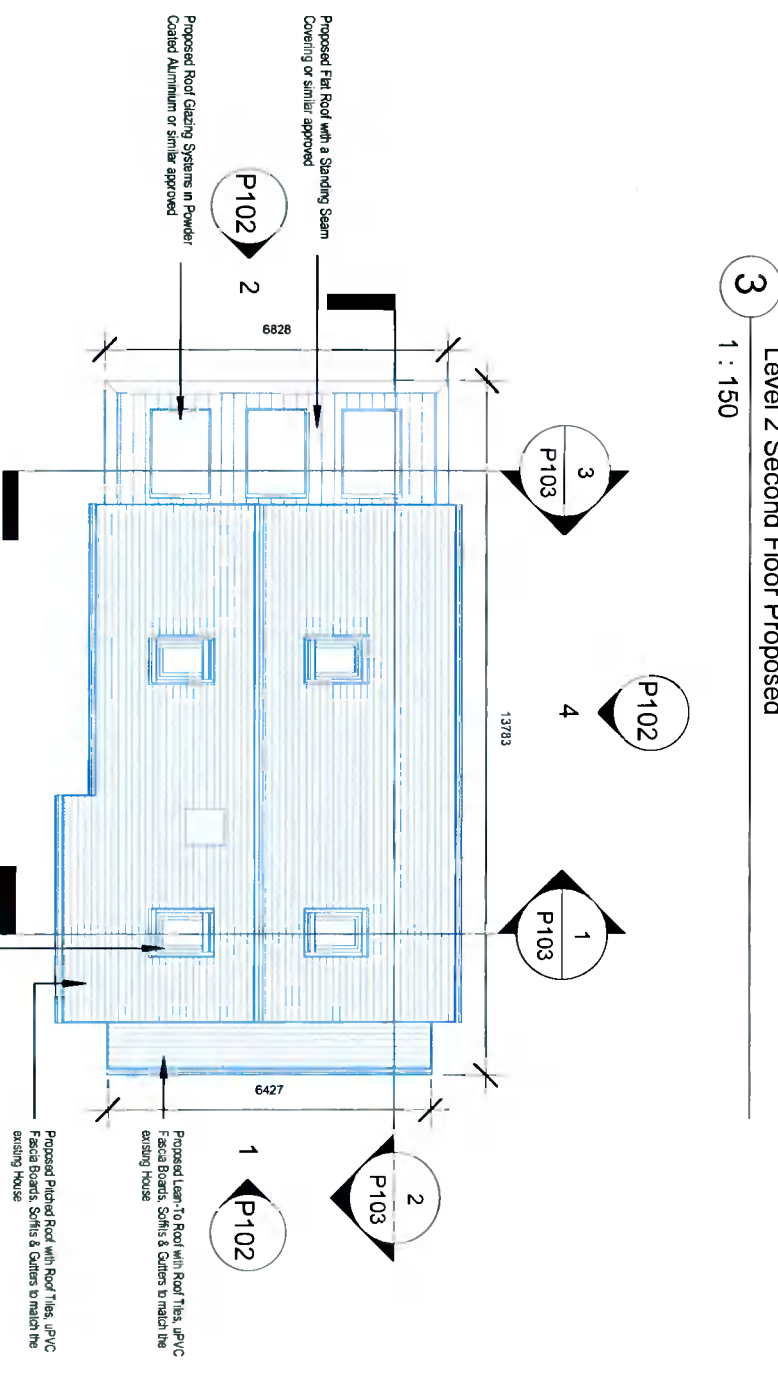 3
Level 2 Second Floor Proposed
1 : 150
Proposed Flat Roof with a Standing Seam
Covering or similar approved
Proposed Roof Glazing Systems in Powder
Coated Aluminium or similar approved
P102
2
6828
3
P103
13783
4
P102
1
P103
6427
2
P103
1
P102
Proposed Lean-To Roof with Roof Tiles, uPVC
Fascia Boards, Soffits & Gutters to match the
existing House
Proposed Pitched Roof with Roof Tiles, uPVC
Fascia Boards, Soffits & Gutters to match the
existing House